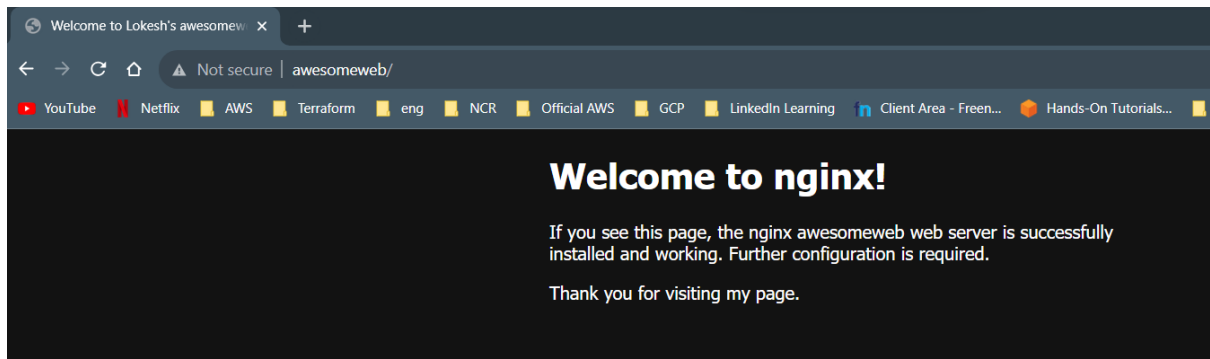 Welcome to Lokesh's awesomew
Not secure | awesomeweb/
YouTube Netflix AWS Terraform eng NCR Official AWS GCP LinkedIn Learning Client Area - Freen... Hands-On Tutorials...
Welcome to nginx!
If you see this page, the nginx awesomeweb web server is successfully
installed and working. Further configuration is required.
Thank you for visiting my page.